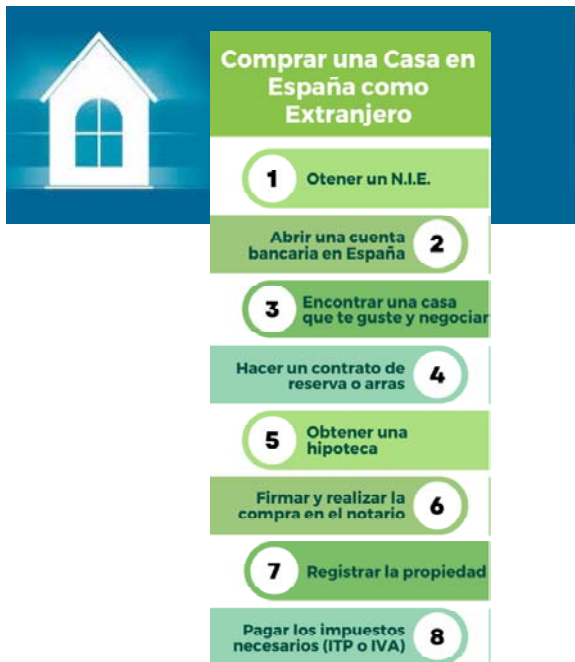 Comprar una Casa en
España como
Extranjero
1 Otener un N.I.E.
Abrir una cuenta
bancaria en España 2
3 Encontrar una casa
que te guste y negociar
Hacer un contrato de
reserva o arras 4
5 Obtener una
hipoteca
Firmar y realizar la
compra en el notario 6
7 Registrar la propiedad
Pagar los impuestos
necesarios (ITP o IVA) 8